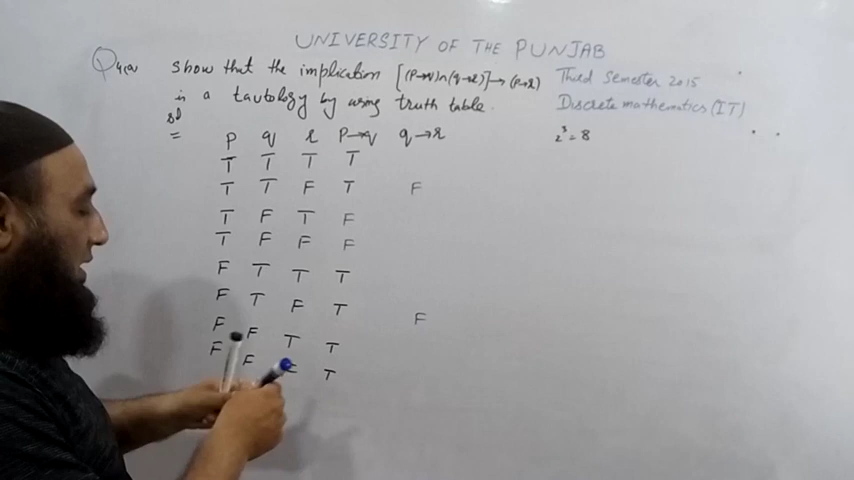 UNIVERSITY OF THE PUNJAB
Q4(a) show that the implication [(P→q)∧(q→r)]→(P→r) Third Semester 2015
is a tautology by using truth table. Discrete mathematics (IT)
sol
= P q r P→q q→r 2³ = 8
T T T T
T T F T F
T F T F
T F F F
F T T T
F T F T F
F F T T
F F F T